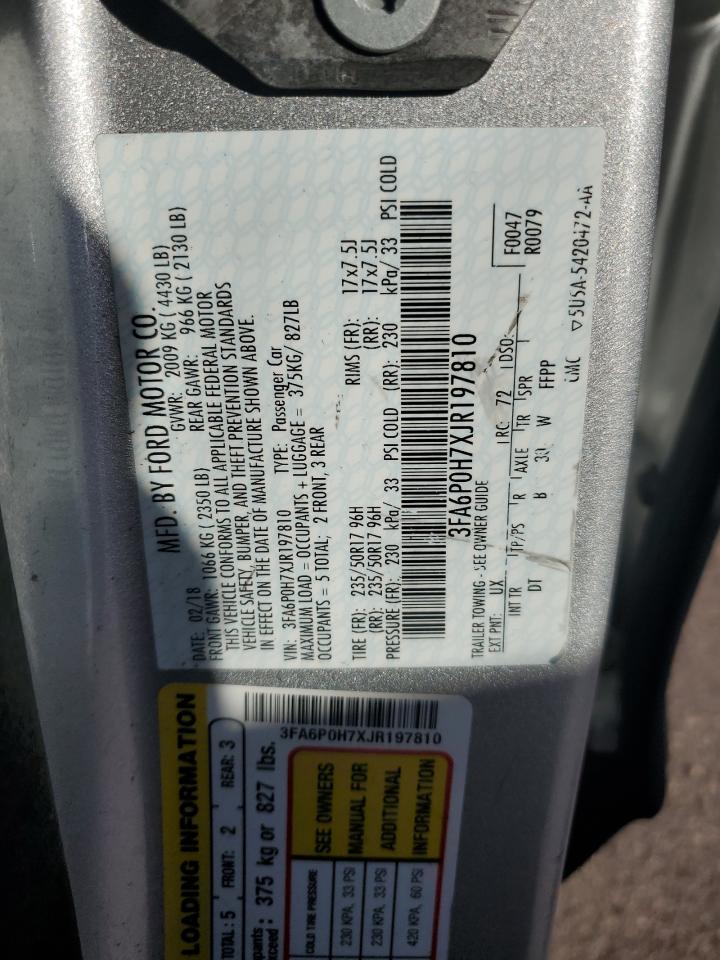 MFD. BY FORD MOTOR CO.
DATE: 02/18 GVWR: 2009 KG ( 4430 LB)
FRONT GAWR: 1066 KG ( 2350 LB) REAR GAWR: 966 KG ( 2130 LB)
THIS VEHICLE CONFORMS TO ALL APPLICABLE FEDERAL MOTOR
VEHICLE SAFETY, BUMPER, AND THEFT PREVENTION STANDARDS
IN EFFECT ON THE DATE OF MANUFACTURE SHOWN ABOVE.
VIN: 3FA6P0H7XJR197810 TYPE: Passenger Car
MAXIMUM LOAD = OCCUPANTS + LUGGAGE = 375KG/ 827LB
OCCUPANTS = 5 TOTAL; 2 FRONT, 3 REAR
TIRE (FR): 235/50R17 96H RIMS (FR): 17x7.5J
(RR): 235/50R17 96H (RR): 17x7.5J
PRESSURE (FR): 230 kPa/ 33 PSI COLD (RR): 230 kPa/ 33 PSI COLD
3FA6P0H7XJR197810
TRAILER TOWING - SEE OWNER GUIDE
EXT PNT: UX RC: 72 DSO: F0047
R0079
INT TR TP/PS R AXLE TR SPR
DT B 33 W FFPP
UMC 5U5A-5420472-AA
LOADING INFORMATION
TOTAL: 5 FRONT: 2 REAR: 3
pants
xceed : 375 kg or 827 lbs.
3FA6P0H7XJR197810
COLD TIRE PRESSURE
230 KPA, 33 PSI
230 KPA, 33 PSI
420 KPA, 60 PSI
SEE OWNERS
MANUAL FOR
ADDITIONAL
INFORMATION